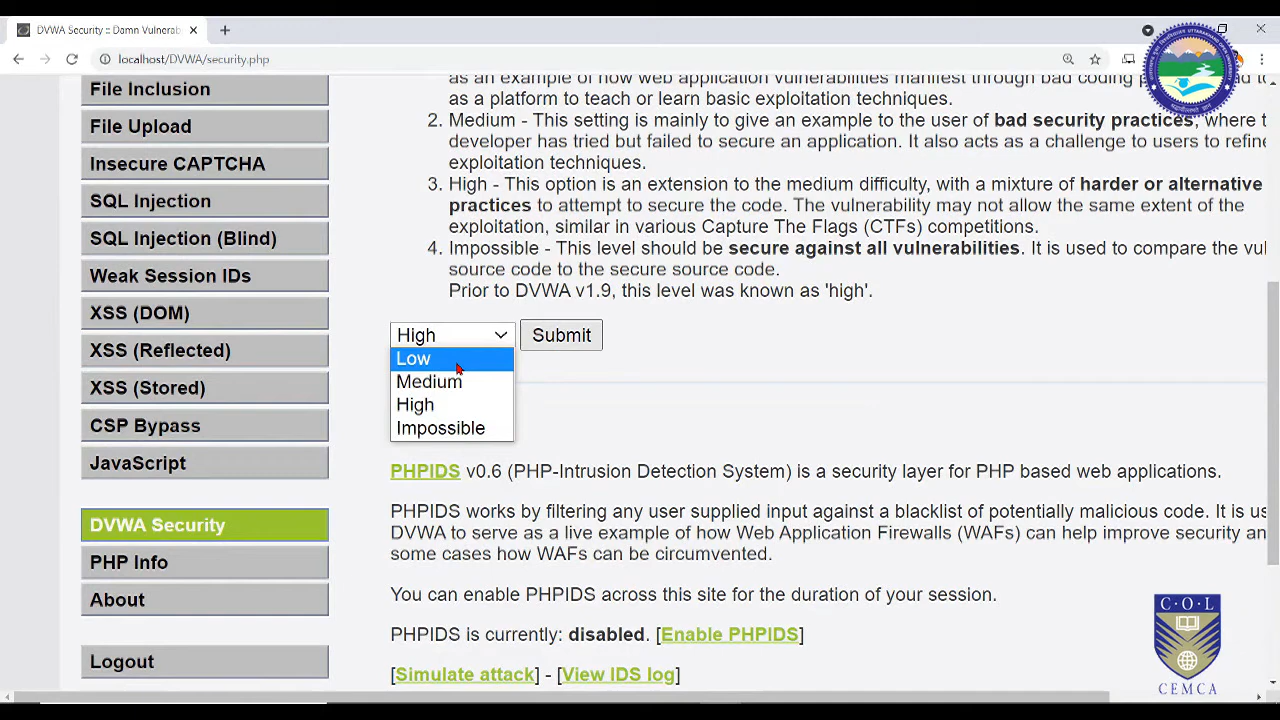 DVWA Security :: Damn Vulnerab
localhost/DVWA/security.php
File Inclusion
File Upload
Insecure CAPTCHA
SQL Injection
SQL Injection (Blind)
Weak Session IDs
XSS (DOM)
XSS (Reflected)
XSS (Stored)
CSP Bypass
JavaScript
DVWA Security
PHP Info
About
Logout
as an example of how web application vulnerabilities manifest through bad coding
as a platform to teach or learn basic exploitation techniques.
2. Medium - This setting is mainly to give an example to the user of bad security practices, where t
developer has tried but failed to secure an application. It also acts as a challenge to users to refine
exploitation techniques.
3. High - This option is an extension to the medium difficulty, with a mixture of harder or alternative
practices to attempt to secure the code. The vulnerability may not allow the same extent of the
exploitation, similar in various Capture The Flags (CTFs) competitions.
4. Impossible - This level should be secure against all vulnerabilities. It is used to compare the vul
source code to the secure source code.
Prior to DVWA v1.9, this level was known as 'high'.
High Submit
Low
Medium
High
Impossible
PHPIDS v0.6 (PHP-Intrusion Detection System) is a security layer for PHP based web applications.
PHPIDS works by filtering any user supplied input against a blacklist of potentially malicious code. It is us
DVWA to serve as a live example of how Web Application Firewalls (WAFs) can help improve security an
some cases how WAFs can be circumvented.
You can enable PHPIDS across this site for the duration of your session.
PHPIDS is currently: disabled. [Enable PHPIDS]
[Simulate attack] - [View IDS log]
C·O·L
CEMCA